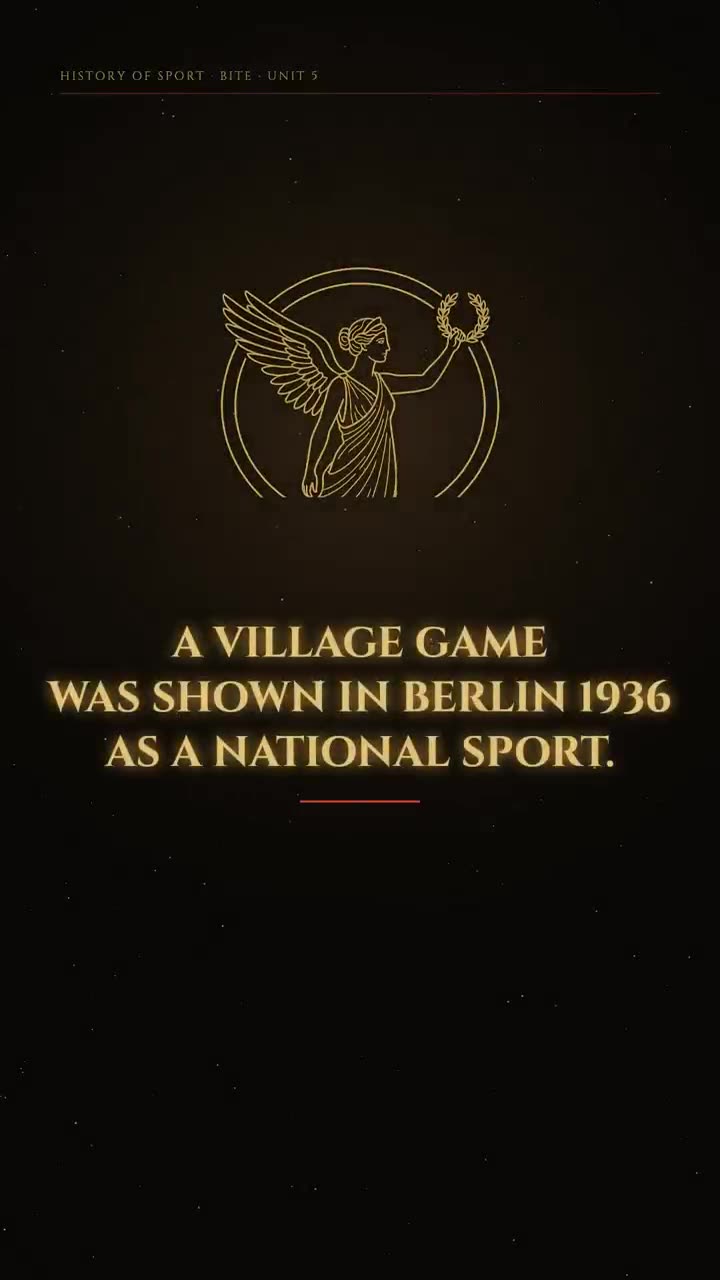 HISTORY OF SPORT · BITE · UNIT 5
A VILLAGE GAME
WAS SHOWN IN BERLIN 1936
AS A NATIONAL SPORT.